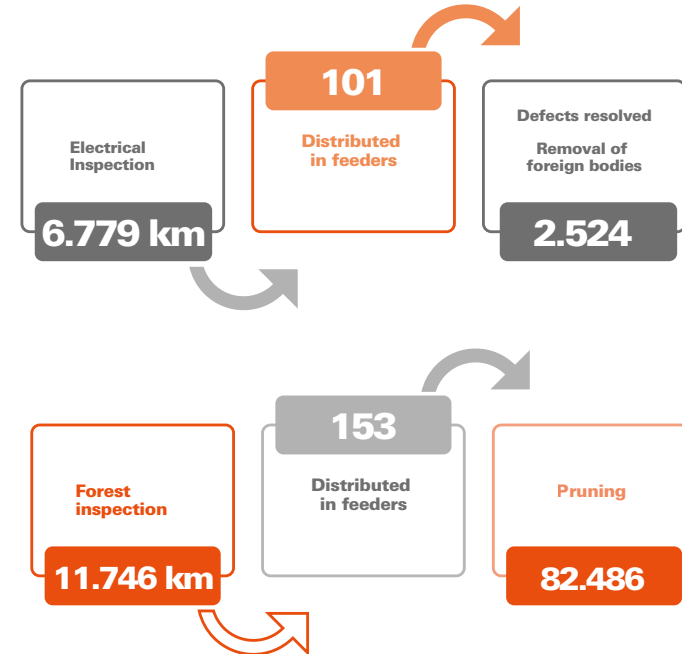 101
Electrical
Inspection
6.779 km
Distributed
in feeders
Defects resolved
Removal of
foreign bodies
2.524
153
Forest
inspection
11.746 km
Distributed
in feeders
Pruning
82.486